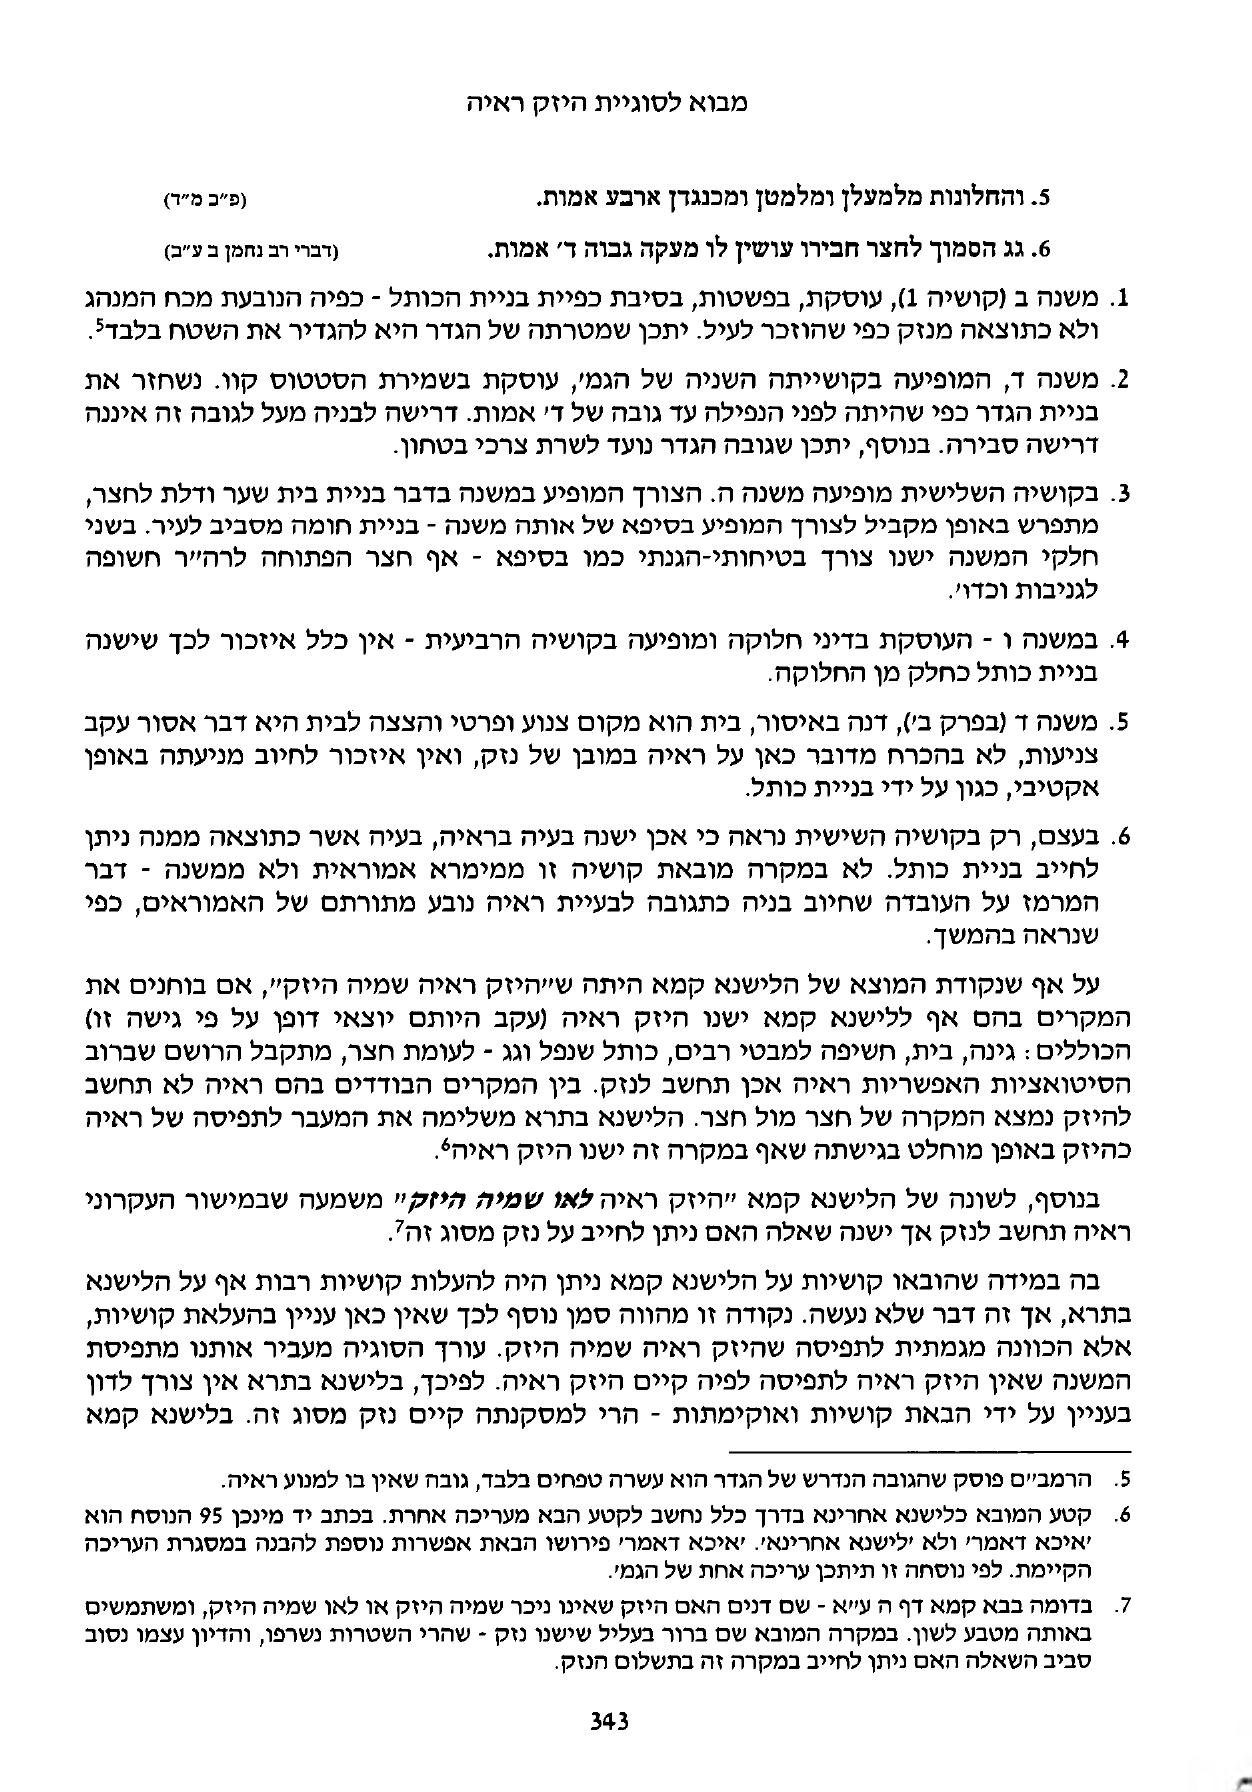 מבוא לסוגיית היזק ראיה
5. והחלונות מלמעלן ומלמטן ומכנגדן ארבע אמות. (פ״ב מ״ד)
6. גג הסמוך לחצר חבירו עושין לו מעקה גבוה ד׳ אמות. (דברי רב נחמן ב ע״ב)
1. משנה ב (קושיה 1), עוסקת, בפשטות, בסיבת כפיית בניית הכותל - כפיה הנובעת מכח המנהג
ולא כתוצאה מנזק כפי שהוזכר לעיל. יתכן שמטרתה של הגדר היא להגדיר את השטח בלבד⁵.
2. משנה ד, המופיעה בקושייתה השניה של הגמ׳, עוסקת בשמירת הסטטוס קוו. נשחזר את
בניית הגדר כפי שהיתה לפני הנפילה עד גובה של ד׳ אמות. דרישה לבניה מעל לגובה זה איננה
דרישה סבירה. בנוסף, יתכן שגובה הגדר נועד לשרת צרכי בטחון.
3. בקושיה השלישית מופיעה משנה ה. הצורך המופיע במשנה בדבר בניית בית שער ודלת לחצר,
מתפרש באופן מקביל לצורך המופיע בסיפא של אותה משנה - בניית חומה מסביב לעיר. בשני
חלקי המשנה ישנו צורך בטיחותי-הגנתי כמו בסיפא - אף חצר הפתוחה לרה״ר חשופה
לגניבות וכדו׳.
4. במשנה ו - העוסקת בדיני חלוקה ומופיעה בקושיה הרביעית - אין כלל איזכור לכך שישנה
בניית כותל כחלק מן החלוקה.
5. משנה ד (בפרק ב׳), דנה באיסור, בית הוא מקום צנוע ופרטי והצצה לבית היא דבר אסור עקב
צניעות, לא בהכרח מדובר כאן על ראיה במובן של נזק, ואין איזכור לחיוב מניעתה באופן
אקטיבי, כגון על ידי בניית כותל.
6. בעצם, רק בקושיה השישית נראה כי אכן ישנה בעיה בראיה, בעיה אשר כתוצאה ממנה ניתן
לחייב בניית כותל. לא במקרה מובאת קושיה זו ממימרא אמוראית ולא ממשנה - דבר
המרמז על העובדה שחיוב בניה כתגובה לבעיית ראיה נובע מתורתם של האמוראים, כפי
שנראה בהמשך.
על אף שנקודת המוצא של הלישנא קמא היתה ש״היזק ראיה שמיה היזק״, אם בוחנים את
המקרים בהם אף ללישנא קמא ישנו היזק ראיה (עקב היותם יוצאי דופן על פי גישה זו)
הכוללים: גינה, בית, חשיפה למבטי רבים, כותל שנפל וגג - לעומת חצר, מתקבל הרושם שברוב
הסיטואציות האפשריות ראיה אכן תחשב לנזק. בין המקרים הבודדים בהם ראיה לא תחשב
להיזק נמצא המקרה של חצר מול חצר. הלישנא בתרא משלימה את המעבר לתפיסה של ראיה
כהיזק באופן מוחלט בגישתה שאף במקרה זה ישנו היזק ראיה⁶.
בנוסף, לשונה של הלישנא קמא ״היזק ראיה לאו שמיה היזק״ משמעה שבמישור העקרוני
ראיה תחשב לנזק אך ישנה שאלה האם ניתן לחייב על נזק מסוג זה⁷.
בה במידה שהובאו קושיות על הלישנא קמא ניתן היה להעלות קושיות רבות אף על הלישנא
בתרא, אך זה דבר שלא נעשה. נקודה זו מהווה סמן נוסף לכך שאין כאן עניין בהעלאת קושיות,
אלא הכוונה מגמתית לתפיסה שהיזק ראיה שמיה היזק. עורך הסוגיה מעביר אותנו מתפיסת
המשנה שאין היזק ראיה לתפיסה לפיה קיים היזק ראיה. לפיכך, בלישנא בתרא אין צורך לדון
בעניין על ידי הבאת קושיות ואוקימתות - הרי למסקנתה קיים נזק מסוג זה. בלישנא קמא
5. הרמב״ם פוסק שהגובה הנדרש של הגדר הוא עשרה טפחים בלבד, גובה שאין בו למנוע ראיה.
6. קטע המובא כלישנא אחרינא בדרך כלל נחשב לקטע הבא מעריכה אחרת. בכתב יד מינכן 95 הנוסח הוא
׳איכא דאמר׳ ולא ׳לישנא אחרינא׳. ׳איכא דאמר׳ פירושו הבאת אפשרות נוספת להבנה במסגרת העריכה
הקיימת. לפי נוסחה זו תיתכן עריכה אחת של הגמ׳.
7. בדומה בבא קמא דף ה ע״א - שם דנים האם היזק שאינו ניכר שמיה היזק או לאו שמיה היזק, ומשתמשים
באותה מטבע לשון. במקרה המובא שם ברור בעליל שישנו נזק - שהרי השטרות נשרפו, והדיון עצמו נסוב
סביב השאלה האם ניתן לחייב במקרה זה בתשלום הנזק.
343